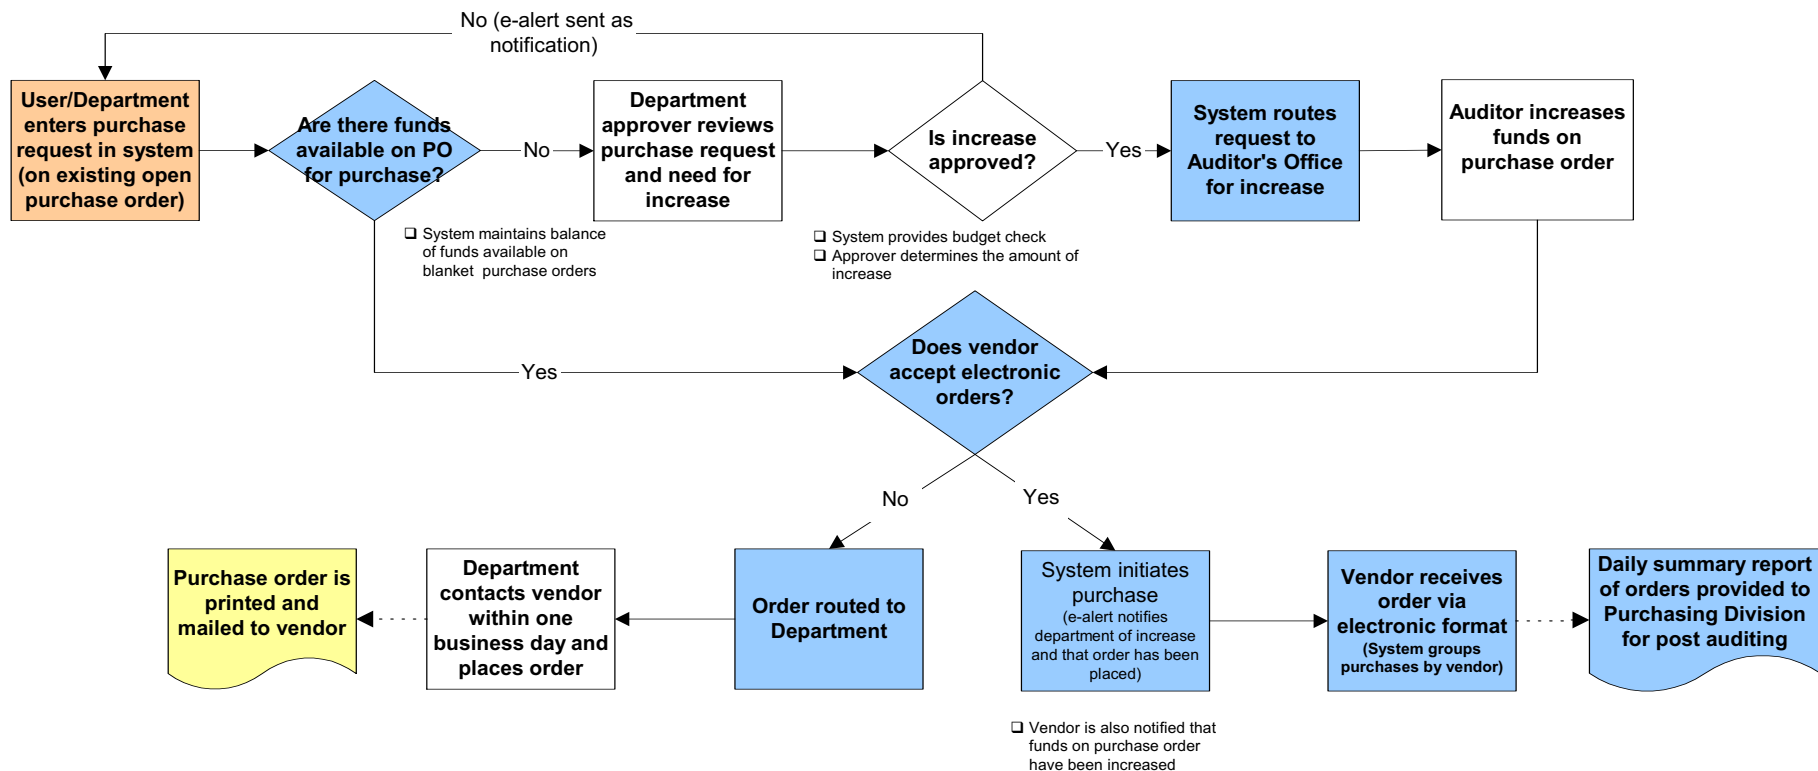 No (e-alert sent as
notification)
User/Department
enters purchase
request in system
(on existing open
purchase order)
Are there funds
available on PO
for purchase?
No
Department
approver reviews
purchase request
and need for
increase
Is increase
approved?
Yes
System routes
request to
Auditor's Office
for increase
Auditor increases
funds on
purchase order
❑ System maintains balance
of funds available on
blanket purchase orders
❑ System provides budget check
❑ Approver determines the amount of
increase
Yes
Does vendor
accept electronic
orders?
No
Yes
Purchase order is
printed and
mailed to vendor
Department
contacts vendor
within one
business day and
places order
Order routed to
Department
System initiates
purchase
(e-alert notifies
department of increase
and that order has been
placed)
Vendor receives
order via
electronic format
(System groups
purchases by vendor)
Daily summary report
of orders provided to
Purchasing Division
for post auditing
❑ Vendor is also notified that
funds on purchase order
have been increased